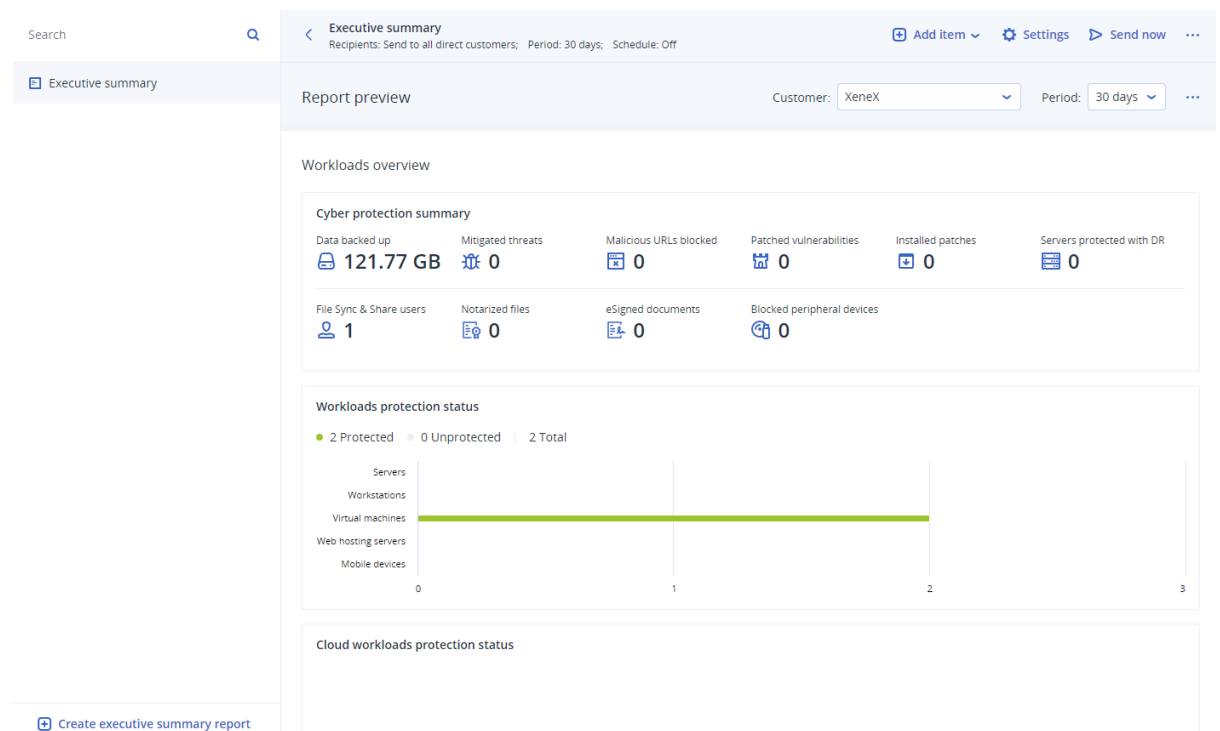 Search
Executive summary
Create executive summary report
Executive summary
Recipients: Send to all direct customers; Period: 30 days; Schedule: Off
Add item
Settings
Send now
Report preview
Customer: XeneX
Period: 30 days
Workloads overview
Cyber protection summary
Data backed up
121.77 GB
Mitigated threats
0
Malicious URLs blocked
0
Patched vulnerabilities
0
Installed patches
0
Servers protected with DR
0
File Sync & Share users
1
Notarized files
0
eSigned documents
0
Blocked peripheral devices
0
Workloads protection status
2 Protected 0 Unprotected 2 Total
Servers
Workstations
Virtual machines
Web hosting servers
Mobile devices
0 1 2 3
Cloud workloads protection status